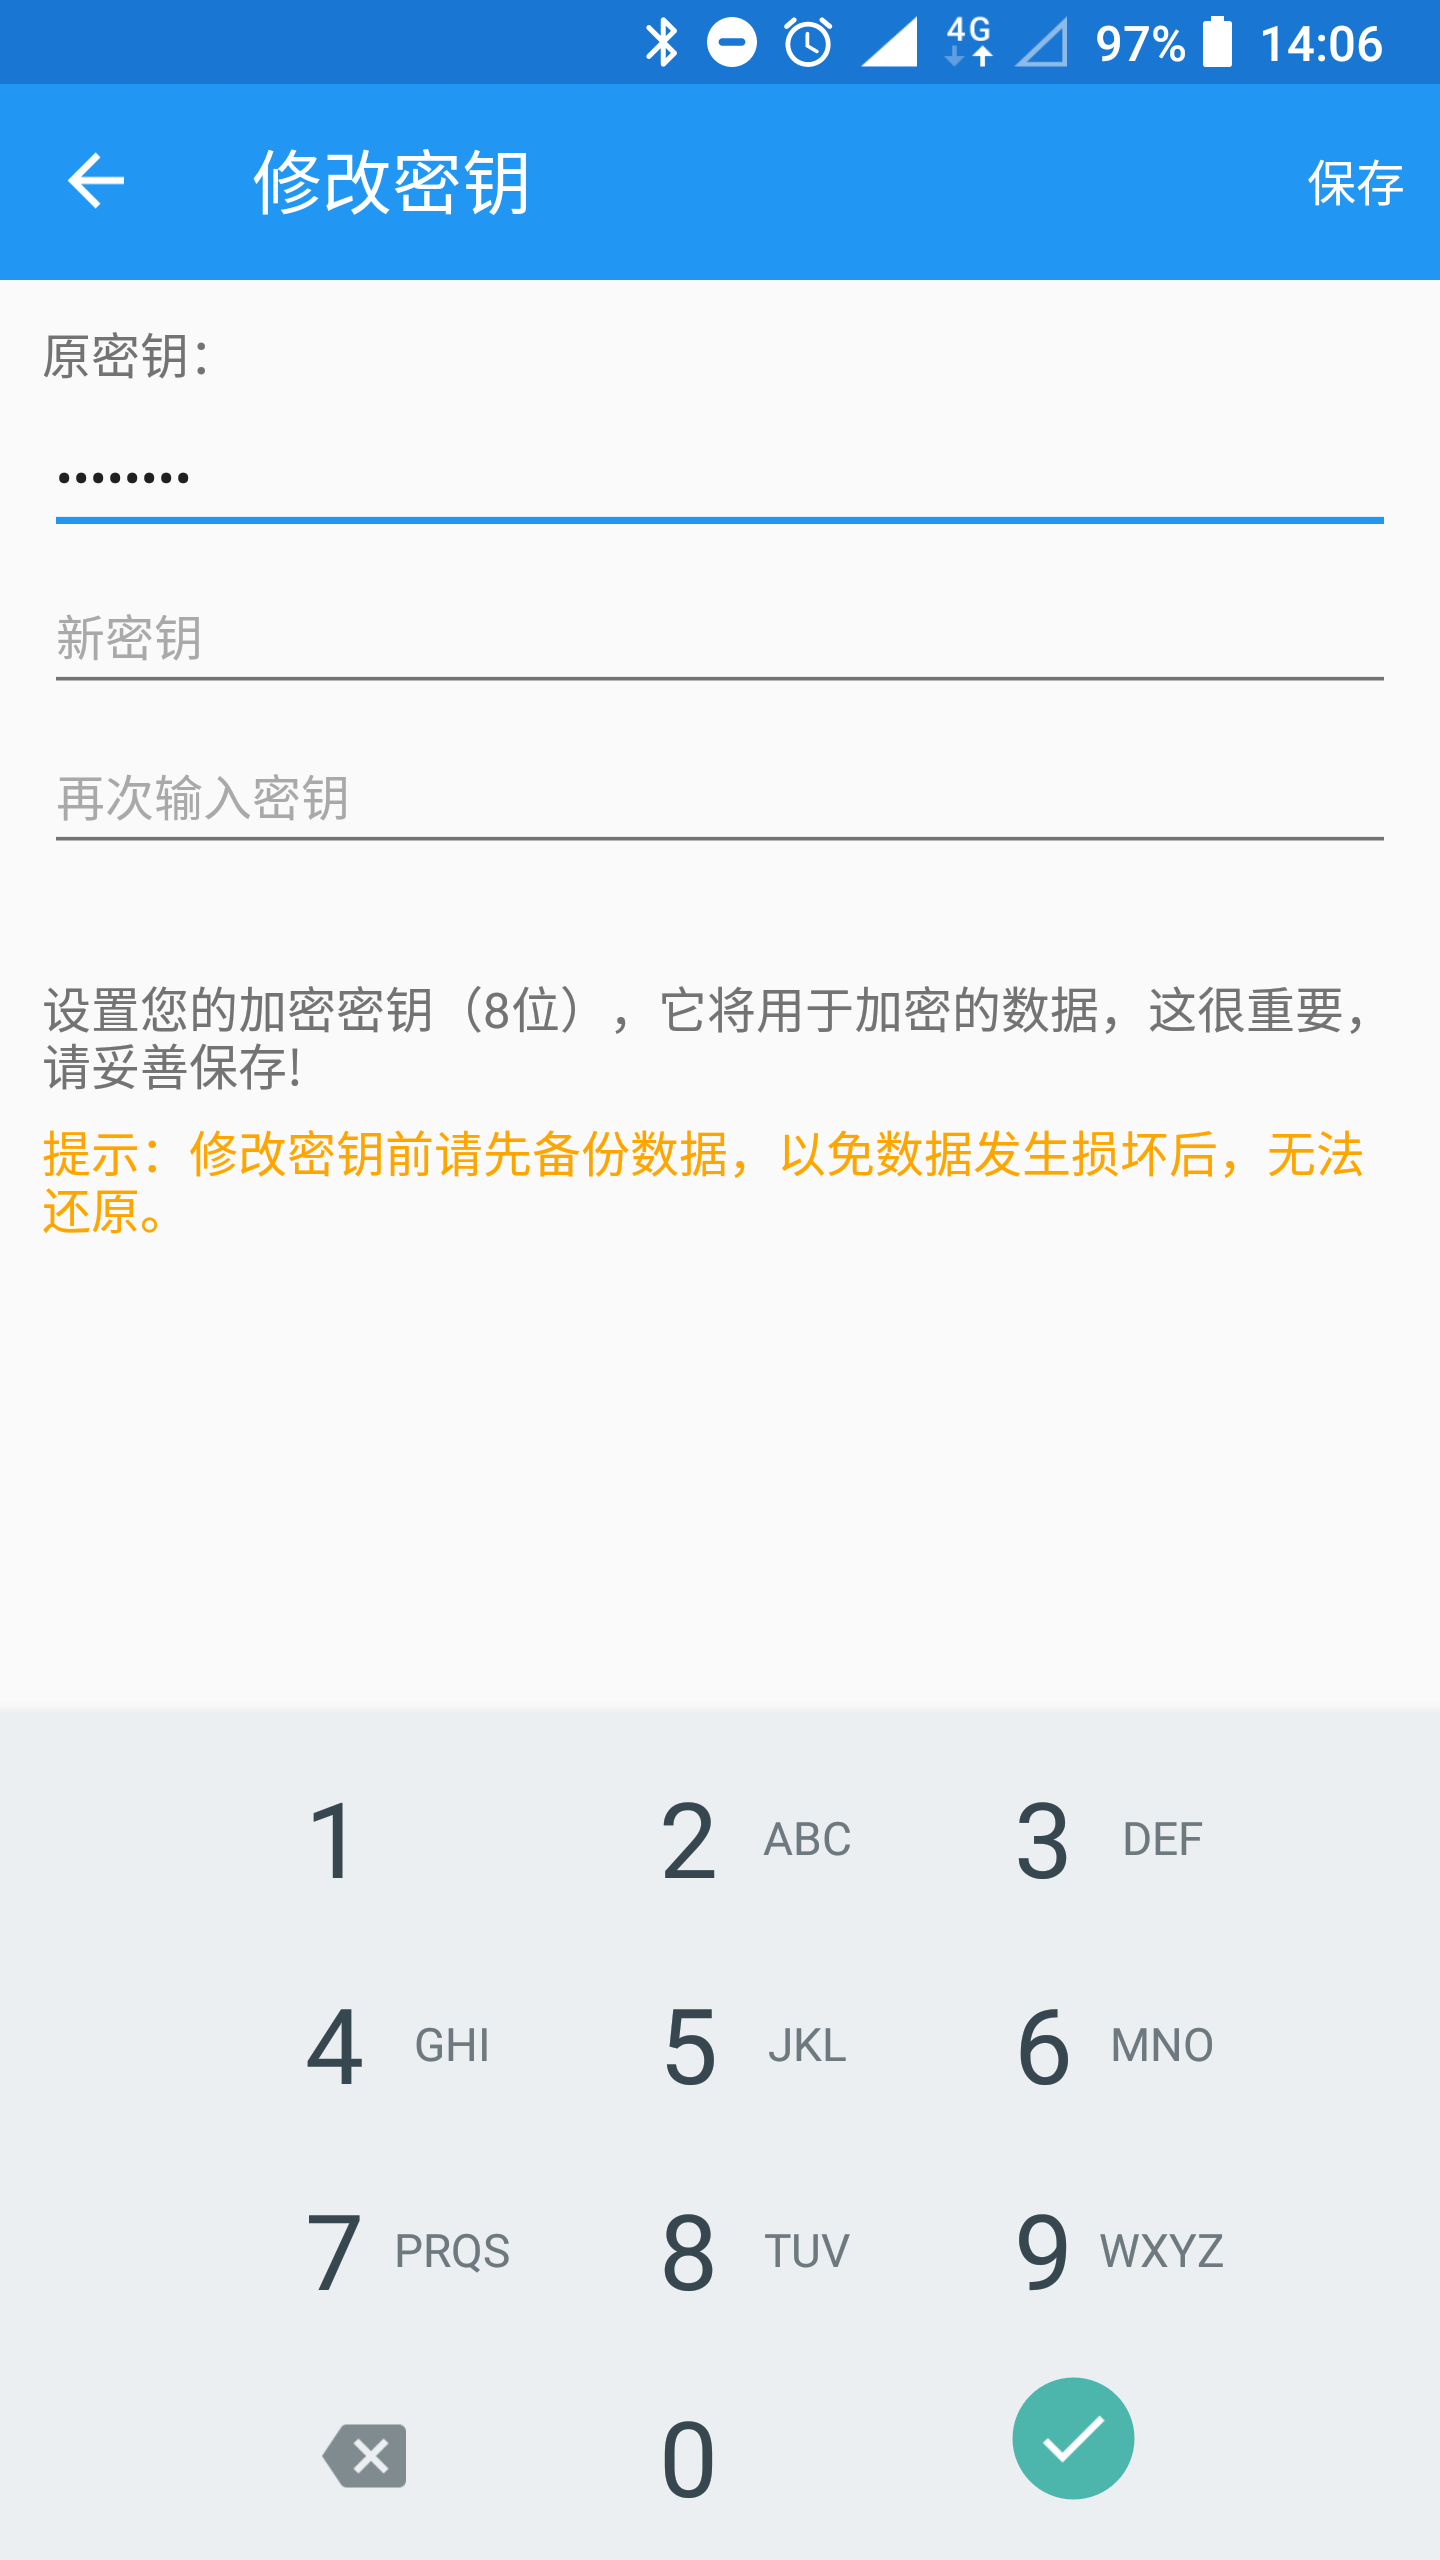 4G 97% 14:06
修改密钥 保存
原密钥：
••••••••
新密钥
再次输入密钥
设置您的加密密钥（8位），它将用于加密的数据，这很重要，
请妥善保存!
提示：修改密钥前请先备份数据，以免数据发生损坏后，无法
还原。
1 2 ABC 3 DEF
4 GHI 5 JKL 6 MNO
7 PRQS 8 TUV 9 WXYZ
0